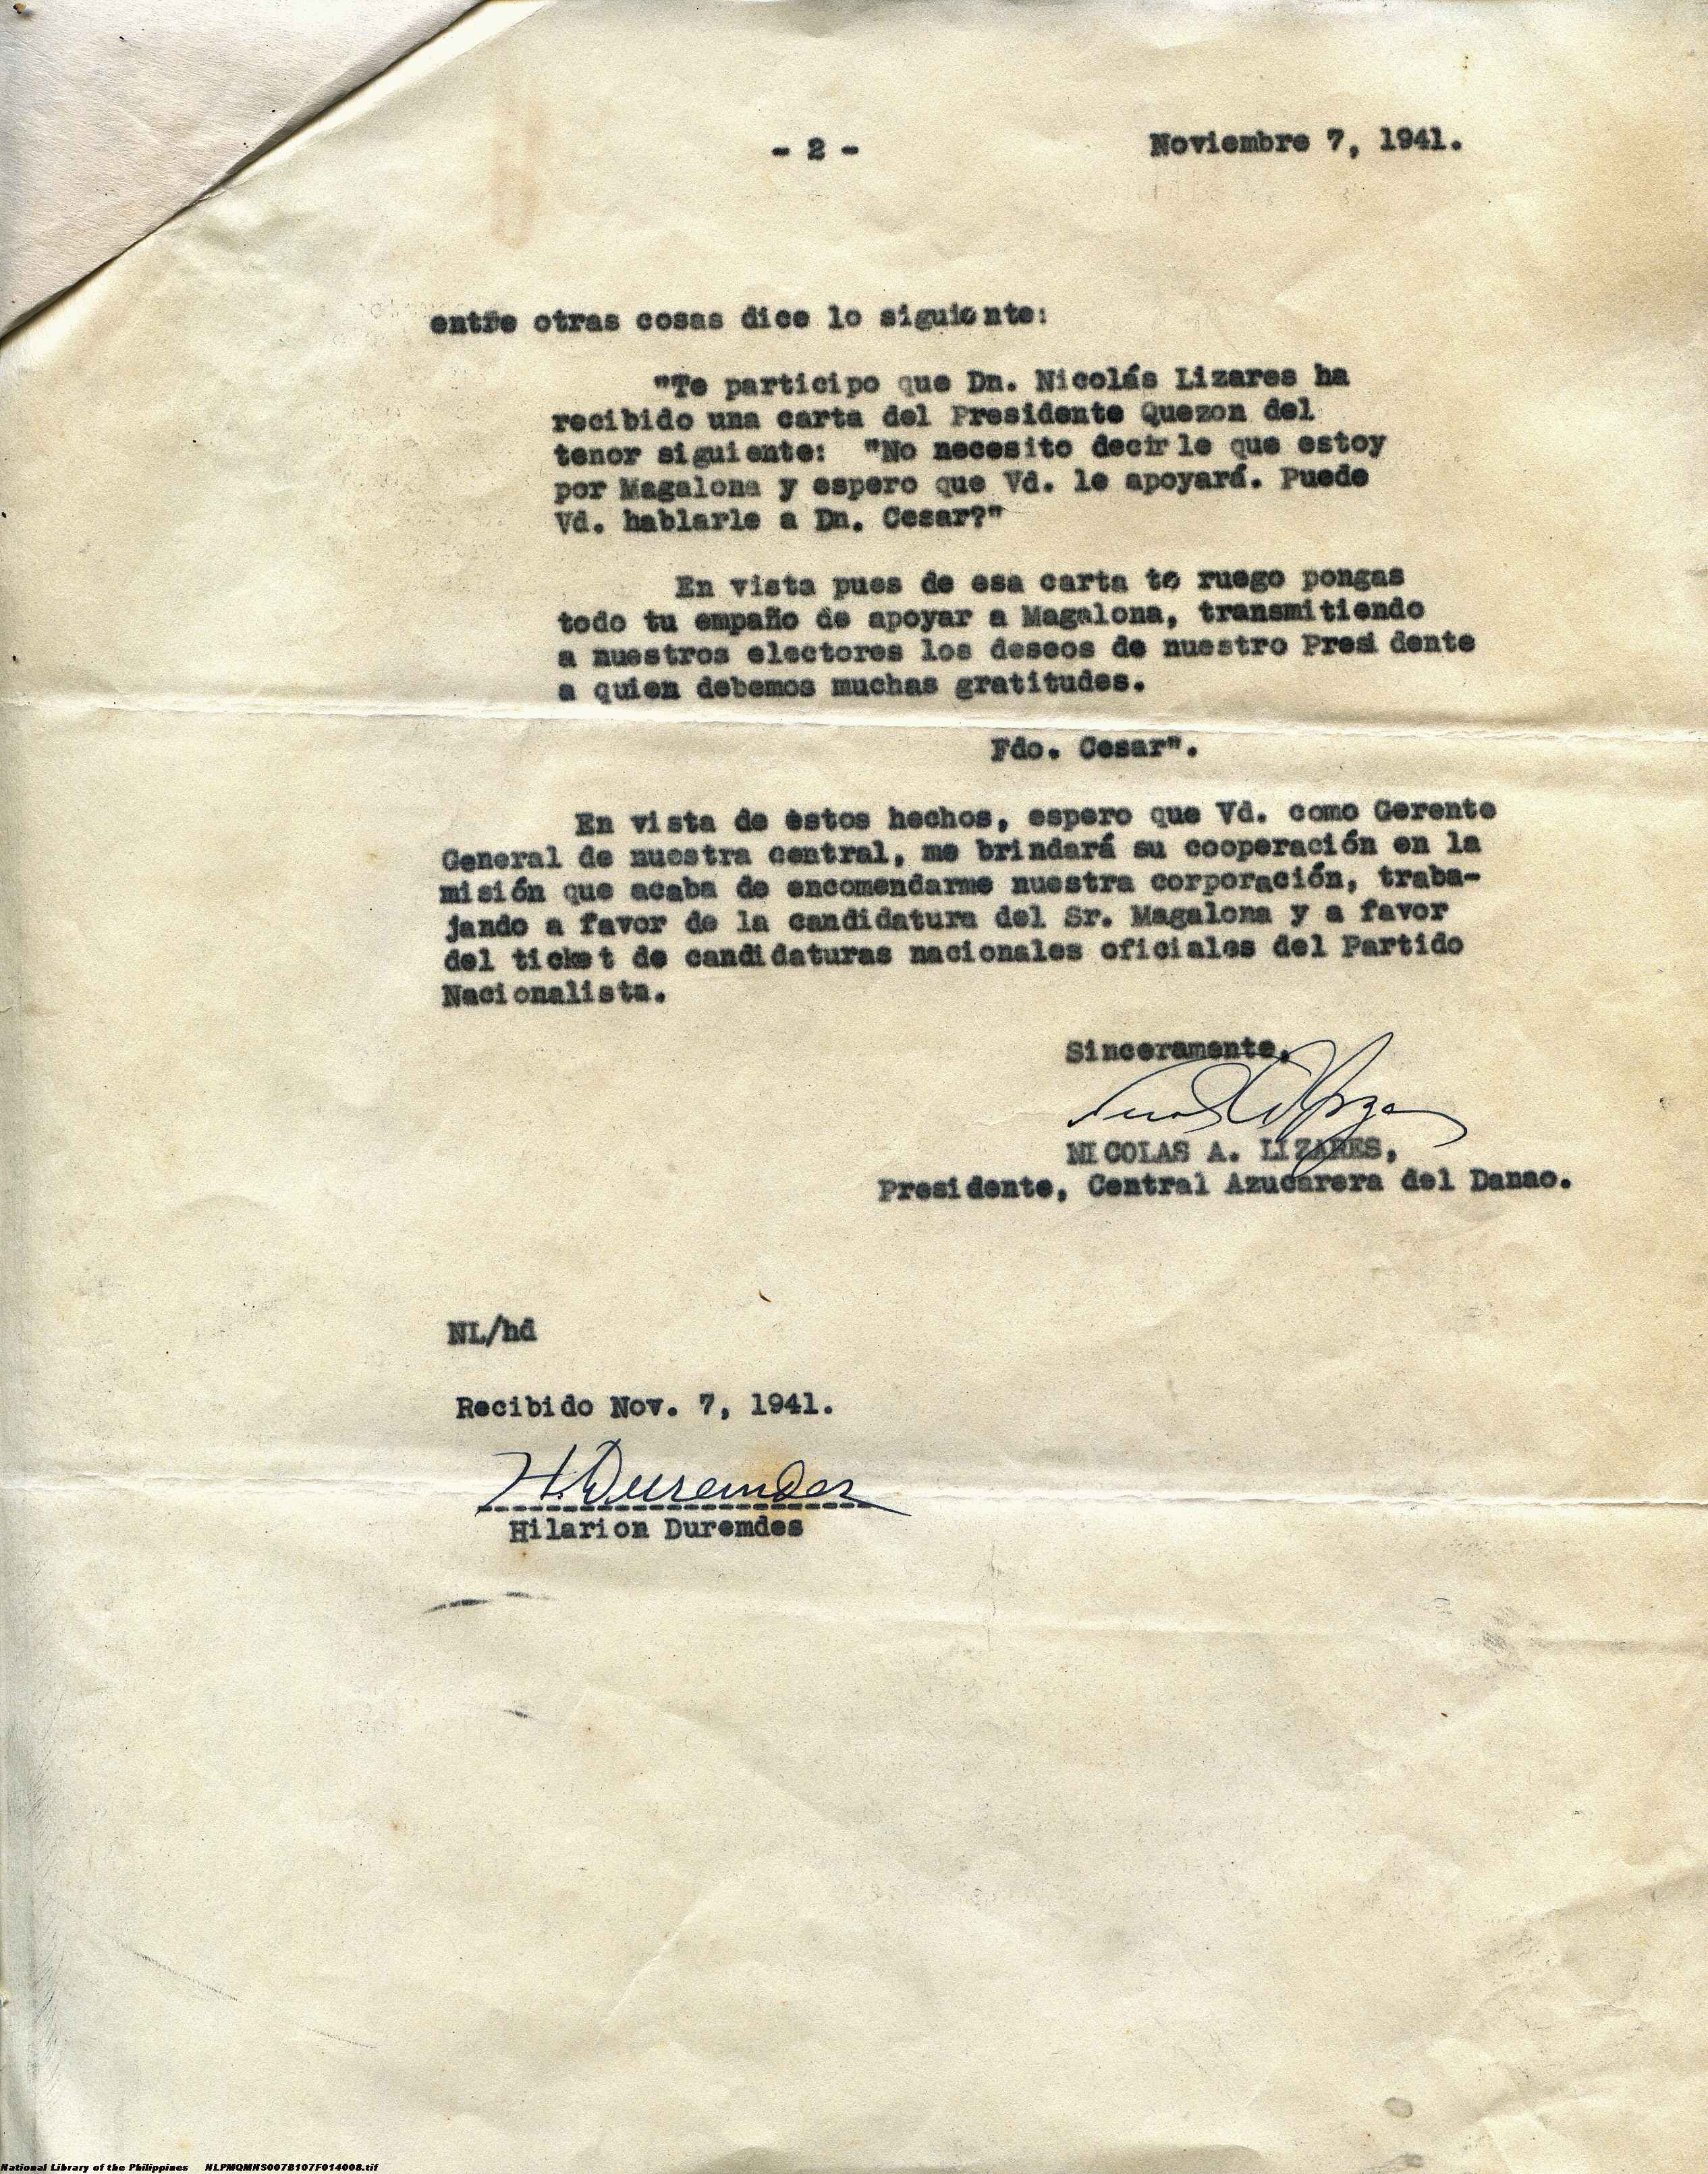 - 2 - Noviembre 7, 1941.
entre otras cosas dice lo siguiente:
"Te participo que Dn. Nicolás Lizares ha
recibido una carta del Presidente Quezon del
tenor siguiente: "No necesito decirle que estoy
por Magalona y espero que Vd. le apoyará. Puede
Vd. hablarle a Dn. Cesar?"
En vista pues de esa carta te ruego pongas
todo tu empaño de apoyar a Magalona, transmitiendo
a nuestros electores los deseos de nuestro Presidente
a quien debemos muchas gratitudes.
Fdo. Cesar".
En vista de éstos hechos, espero que Vd. como Gerente
General de nuestra central, me brindará su cooperación en la
misión que acaba de encomendarme nuestra corporación, traba-
jando a favor de la candidatura del Sr. Magalona y a favor
del ticket de candidaturas nacionales oficiales del Partido
Nacionalista.
Sinceramente,
NICOLAS A. LIZARES,
Presidente, Central Azucarera del Danao.
NL/hd
Recibido Nov. 7, 1941.
H. Duremdes
Hilarion Duremdes
National Library of the Philippines NLPMQMNS007B107F014008.tif